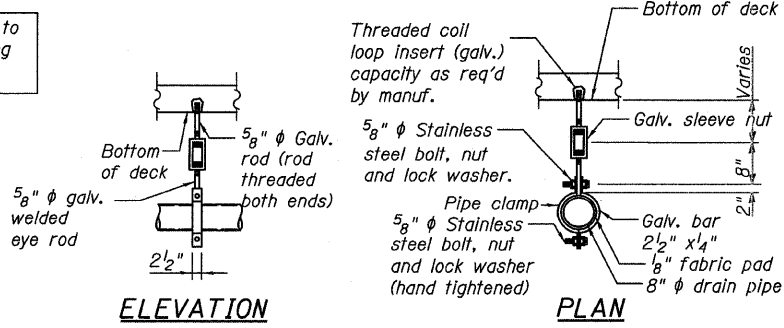 to
ng
Bottom
of deck
5/8" φ Galv.
rod (rod
threaded
both ends)
5/8" φ galv.
welded
eye rod
2 1/2"
ELEVATION
Threaded coil
loop insert (galv.)
capacity as req'd
by manuf.
Bottom of deck
Varies
Galv. sleeve nut
5/8" φ Stainless
steel bolt, nut
and lock washer.
8"
2"
Pipe clamp
5/8" φ Stainless
steel bolt, nut
and lock washer
(hand tightened)
Galv. bar
2 1/2" x 1/4"
1/8" fabric pad
8" φ drain pipe
PLAN